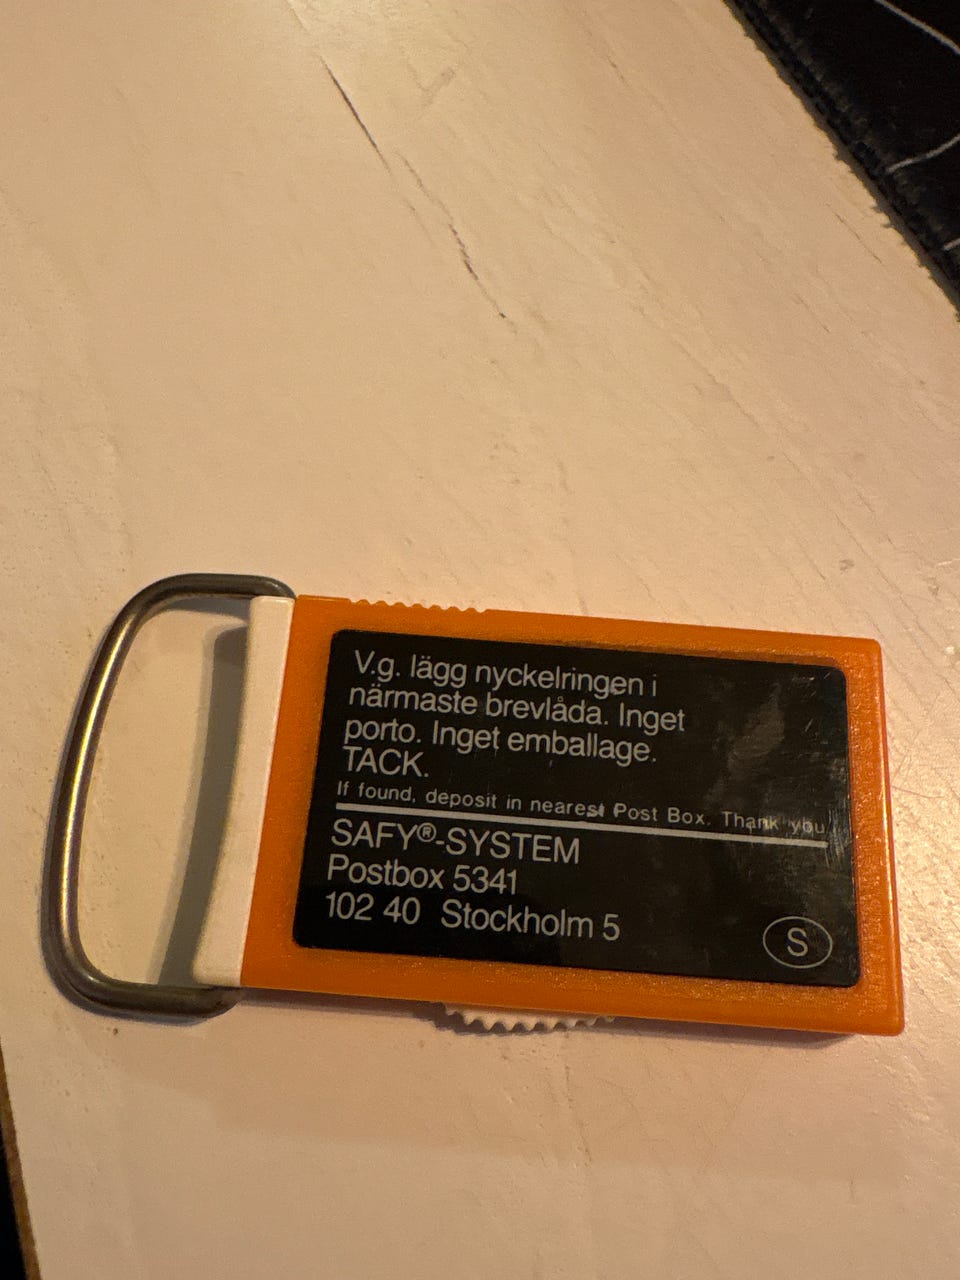 V.g. lägg nyckelringen i
närmaste brevlåda. Inget
porto. Inget emballage.
TACK.
If found, deposit in nearest Post Box. Thank you
SAFY®-SYSTEM
Postbox 5341
102 40 Stockholm 5
S